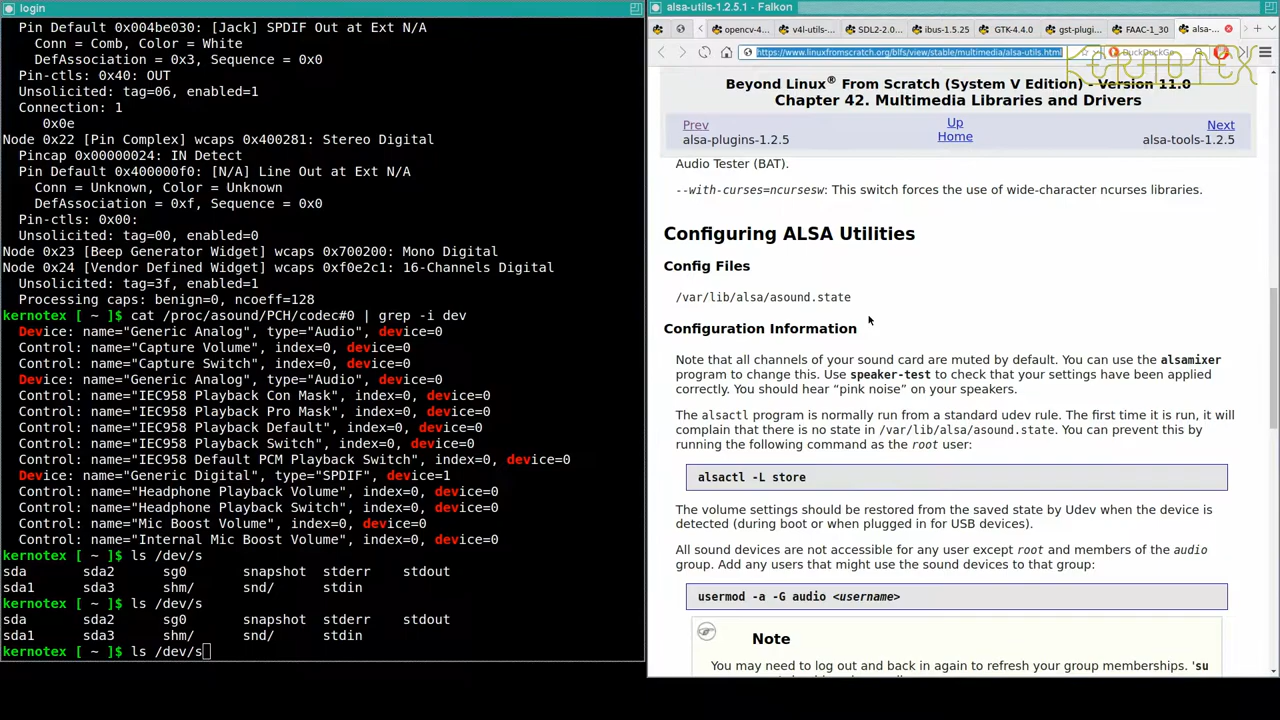 login
Pin Default 0x004be030: [Jack] SPDIF Out at Ext N/A
Conn = Comb, Color = White
DefAssociation = 0x3, Sequence = 0x0
Pin-ctls: 0x40: OUT
Unsolicited: tag=06, enabled=1
Connection: 1
0x0e
Node 0x22 [Pin Complex] wcaps 0x400281: Stereo Digital
Pincap 0x00000024: IN Detect
Pin Default 0x400000f0: [N/A] Line Out at Ext N/A
Conn = Unknown, Color = Unknown
DefAssociation = 0xf, Sequence = 0x0
Pin-ctls: 0x00:
Unsolicited: tag=00, enabled=0
Node 0x23 [Beep Generator Widget] wcaps 0x700200: Mono Digital
Node 0x24 [Vendor Defined Widget] wcaps 0xf0e2c1: 16-Channels Digital
Unsolicited: tag=3f, enabled=1
Processing caps: benign=0, ncoeff=128
kernotex [ ~ ]$ cat /proc/asound/PCH/codec#0 | grep -i dev
Device: name="Generic Analog", type="Audio", device=0
Control: name="Capture Volume", index=0, device=0
Control: name="Capture Switch", index=0, device=0
Device: name="Generic Analog", type="Audio", device=0
Control: name="IEC958 Playback Con Mask", index=0, device=0
Control: name="IEC958 Playback Pro Mask", index=0, device=0
Control: name="IEC958 Playback Default", index=0, device=0
Control: name="IEC958 Playback Switch", index=0, device=0
Control: name="IEC958 Default PCM Playback Switch", index=0, device=0
Device: name="Generic Digital", type="SPDIF", device=1
Control: name="Headphone Playback Volume", index=0, device=0
Control: name="Headphone Playback Switch", index=0, device=0
Control: name="Mic Boost Volume", index=0, device=0
Control: name="Internal Mic Boost Volume", index=0, device=0
kernotex [ ~ ]$ ls /dev/s
sda sda2 sg0 snapshot stderr stdout
sda1 sda3 shm/ snd/ stdin
kernotex [ ~ ]$ ls /dev/s
sda sda2 sg0 snapshot stderr stdout
sda1 sda3 shm/ snd/ stdin
kernotex [ ~ ]$ ls /dev/s
alsa-utils-1.2.5.1 - Falkon
opencv-4... v4l-utils-... SDL2-2.0... ibus-1.5.25 GTK-4.4.0 gst-plugi... FAAC-1_30 alsa-...
https://www.linuxfromscratch.org/blfs/view/stable/multimedia/alsa-utils.html DuckDuckGo
KERNOTEX
Beyond Linux® From Scratch (System V Edition) - Version 11.0
Chapter 42. Multimedia Libraries and Drivers
Prev Up Next
alsa-plugins-1.2.5 Home alsa-tools-1.2.5
Audio Tester (BAT).
--with-curses=ncursesw: This switch forces the use of wide-character ncurses libraries.
Configuring ALSA Utilities
Config Files
/var/lib/alsa/asound.state
Configuration Information
Note that all channels of your sound card are muted by default. You can use the alsamixer
program to change this. Use speaker-test to check that your settings have been applied
correctly. You should hear “pink noise” on your speakers.
The alsactl program is normally run from a standard udev rule. The first time it is run, it will
complain that there is no state in /var/lib/alsa/asound.state. You can prevent this by
running the following command as the root user:
alsactl -L store
The volume settings should be restored from the saved state by Udev when the device is
detected (during boot or when plugged in for USB devices).
All sound devices are not accessible for any user except root and members of the audio
group. Add any users that might use the sound devices to that group:
usermod -a -G audio <username>
Note
You may need to log out and back in again to refresh your group memberships. 'su